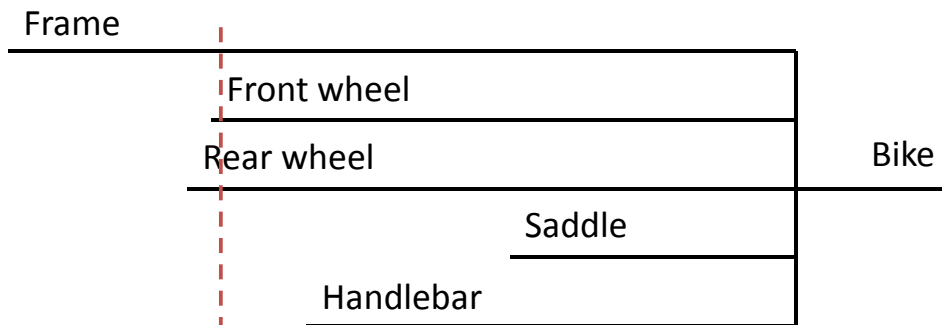 Frame
Front wheel
Rear wheel
Bike
Saddle
Handlebar